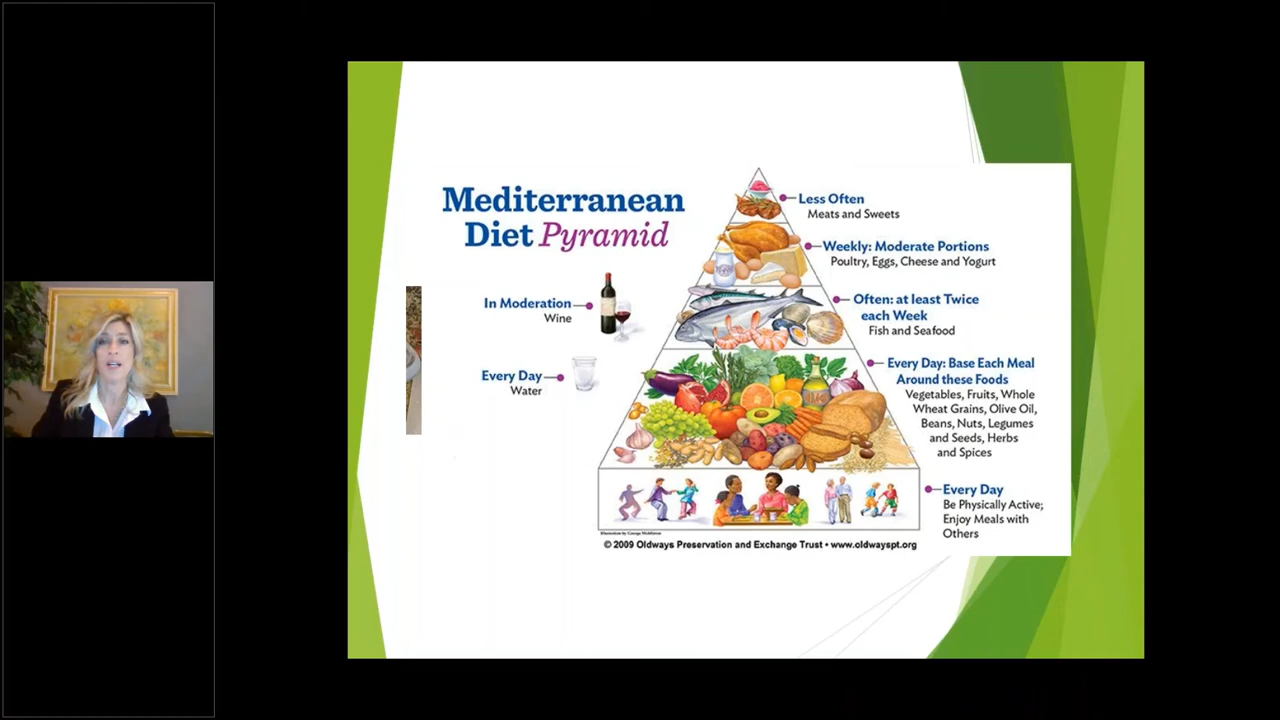 Mediterranean
Diet Pyramid
In Moderation
Wine
Every Day
Water
Less Often
Meats and Sweets
Weekly: Moderate Portions
Poultry, Eggs, Cheese and Yogurt
Often: at least Twice
each Week
Fish and Seafood
Every Day: Base Each Meal
Around these Foods
Vegetables, Fruits, Whole
Wheat Grains, Olive Oil,
Beans, Nuts, Legumes
and Seeds, Herbs
and Spices
Every Day
Be Physically Active;
Enjoy Meals with
Others
© 2009 Oldways Preservation and Exchange Trust • www.oldwayspt.org